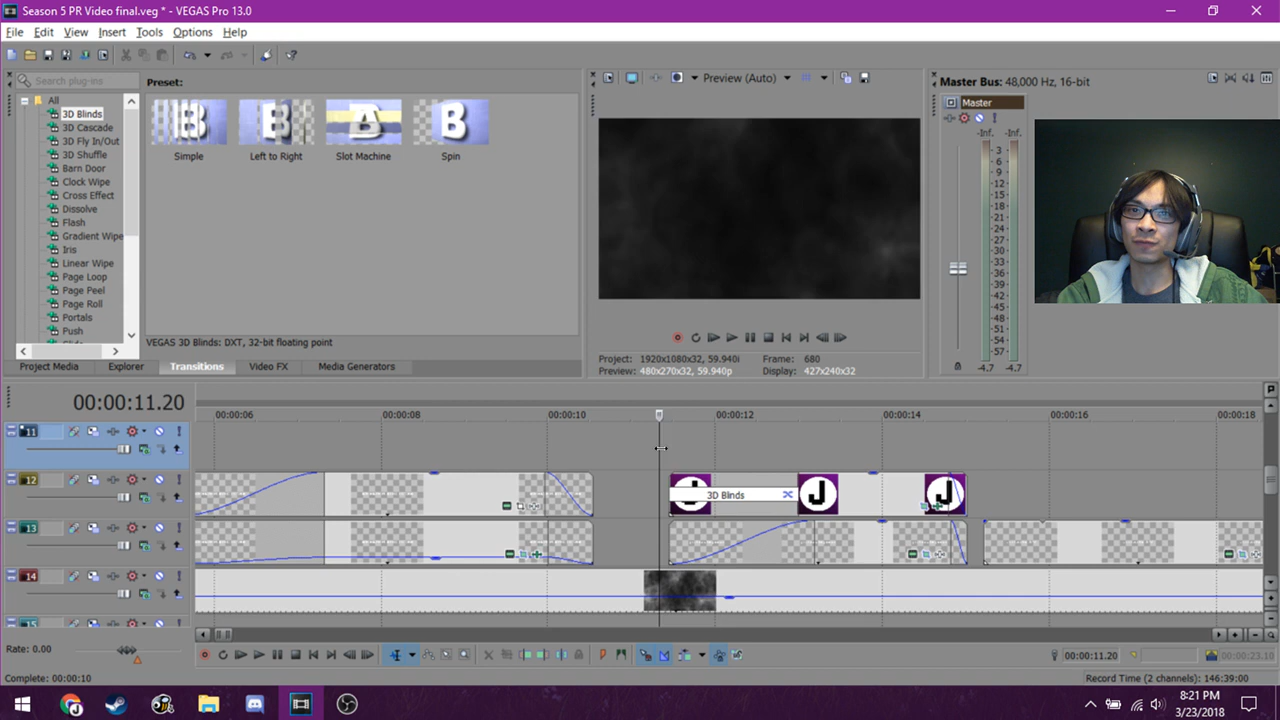 Season 5 PR Video final.veg * - VEGAS Pro 13.0
File Edit View Insert Tools Options Help
Search plug-ins
All
3D Blinds
3D Cascade
3D Fly In/Out
3D Shuffle
Barn Door
Clock Wipe
Cross Effect
Dissolve
Flash
Gradient Wipe
Iris
Linear Wipe
Page Loop
Page Peel
Page Roll
Portals
Push
Preset:
B B A B
Simple Left to Right Slot Machine Spin
VEGAS 3D Blinds: DXT, 32-bit floating point
Project Media Explorer Transitions Video FX Media Generators
Preview (Auto)
Project: 1920x1080x32, 59.940i Frame: 680
Preview: 480x270x32, 59.940p Display: 427x240x32
Master Bus: 48,000 Hz, 16-bit
Master
-Inf. -Inf.
3
6
9
12
15
18
21
24
27
30
33
36
39
42
45
48
51
54
57
-4.7 -4.7
00:00:11.20
00:00:06 00:00:08 00:00:10 00:00:12 00:00:14 00:00:16 00:00:18
11
12
J 3D Blinds J J
13
14
15
Rate: 0.00
00:00:11.20 00:00:23.10
Complete: 00:00:10
Record Time (2 channels): 146:39:00
8:21 PM
3/23/2018